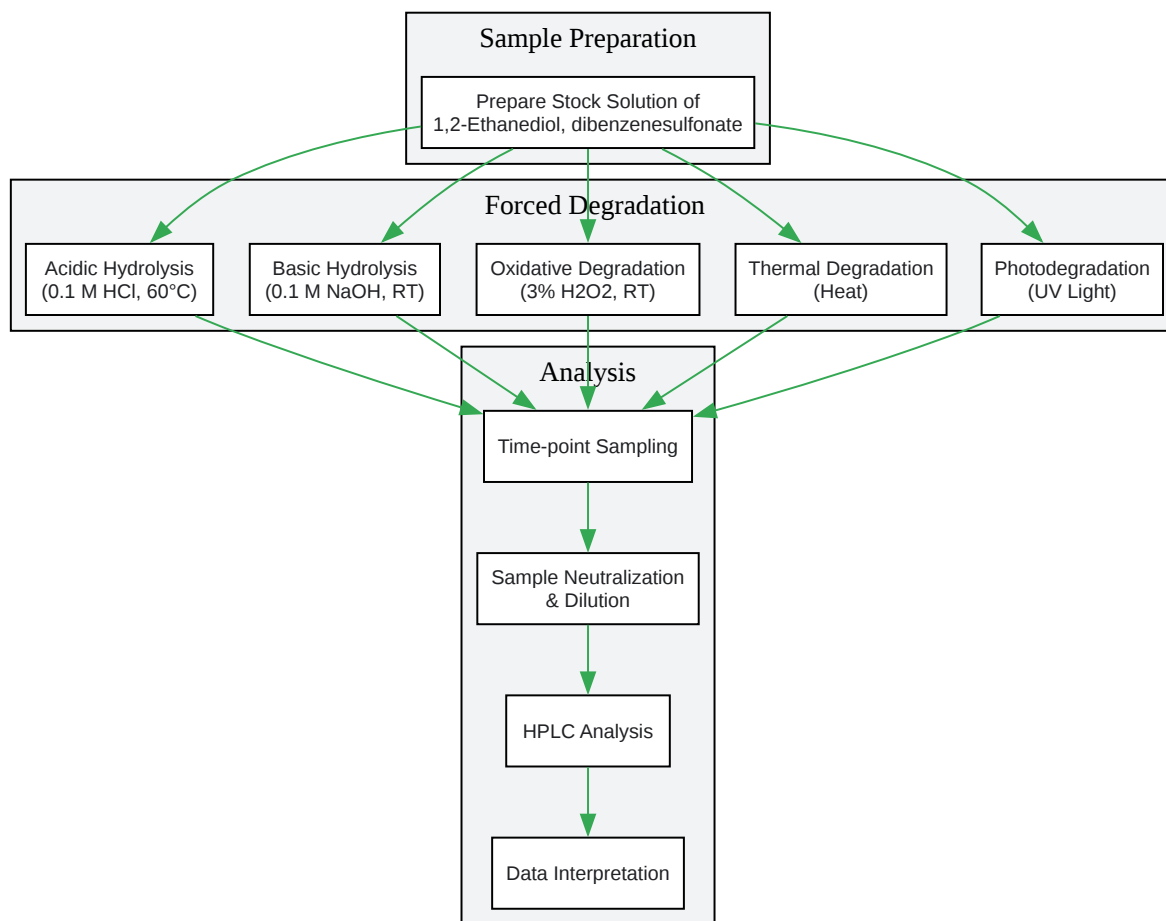 Sample Preparation
Prepare Stock Solution of
1,2-Ethanediol, dibenzenesulfonate
Forced Degradation
Acidic Hydrolysis
(0.1 M HCl, 60°C)
Basic Hydrolysis
(0.1 M NaOH, RT)
Oxidative Degradation
(3% H2O2, RT)
Thermal Degradation
(Heat)
Photodegradation
(UV Light)
Analysis
Time-point Sampling
Sample Neutralization
& Dilution
HPLC Analysis
Data Interpretation